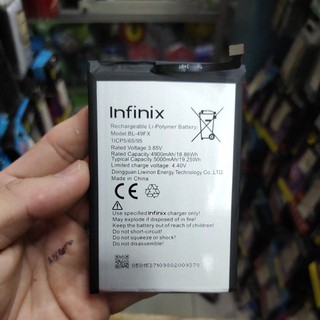 Infinix
Rechargeable Li-Polymer Battery
Model:BL-49FX
1ICP5/65/95
Rated Voltage 3.85V
Rated Capacity 4900mAh/18.86Wh
Typical Capacity 5000mAh/19.25Wh
Limited Charge Voltage: 4.40V
Dongguan Liwinon Energy Technology Co.,LTD.
Made in China
CE
Use specified Infinix charger only!
May explode if disposed of in fire!
Keep the battery out of reach of children!
Do not short-circuit!
Do not squeeze or shock!
Do not disassemble!